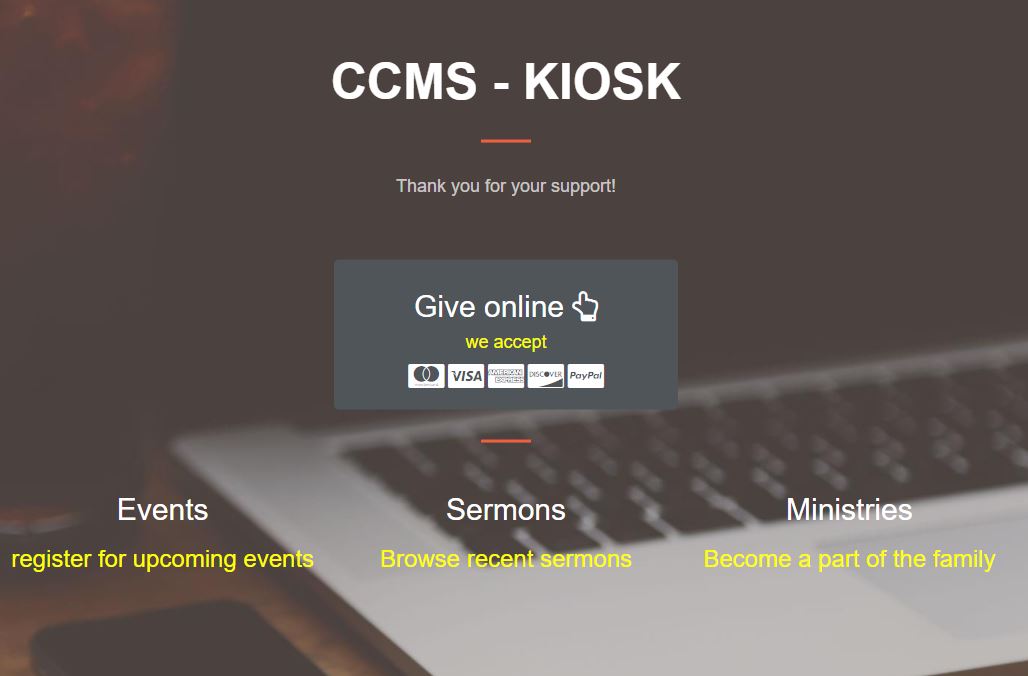 CCMS - KIOSK
Thank you for your support!
Give online
we accept
VISA AMERICAN EXPRESS DISCOVER PayPal
Events Sermons Ministries
register for upcoming events Browse recent sermons Become a part of the family